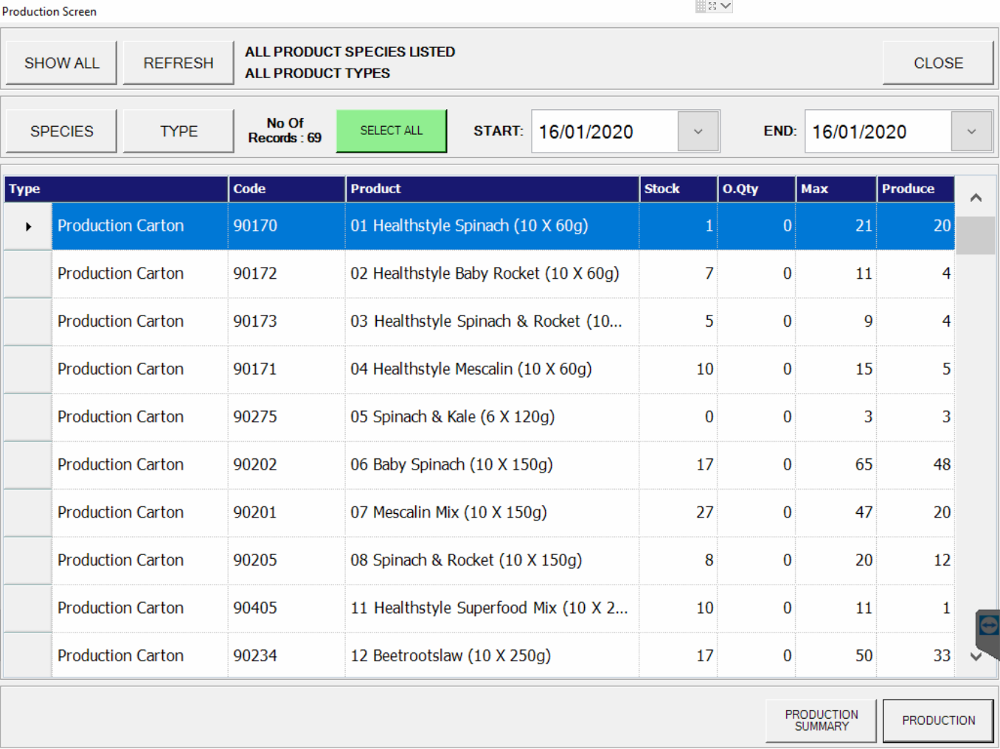 Production Screen
SHOW ALL
REFRESH
ALL PRODUCT SPECIES LISTED
ALL PRODUCT TYPES
CLOSE
SPECIES
TYPE
No Of
Records : 69
SELECT ALL
START:
16/01/2020
END:
16/01/2020
Type Code Product Stock O.Qty Max Produce
Production Carton 90170 01 Healthstyle Spinach (10 X 60g) 1 0 21 20
Production Carton 90172 02 Healthstyle Baby Rocket (10 X 60g) 7 0 11 4
Production Carton 90173 03 Healthstyle Spinach & Rocket (10... 5 0 9 4
Production Carton 90171 04 Healthstyle Mescalin (10 X 60g) 10 0 15 5
Production Carton 90275 05 Spinach & Kale (6 X 120g) 0 0 3 3
Production Carton 90202 06 Baby Spinach (10 X 150g) 17 0 65 48
Production Carton 90201 07 Mescalin Mix (10 X 150g) 27 0 47 20
Production Carton 90205 08 Spinach & Rocket (10 X 150g) 8 0 20 12
Production Carton 90405 11 Healthstyle Superfood Mix (10 X 2... 10 0 11 1
Production Carton 90234 12 Beetrootslaw (10 X 250g) 17 0 50 33
PRODUCTION
SUMMARY
PRODUCTION